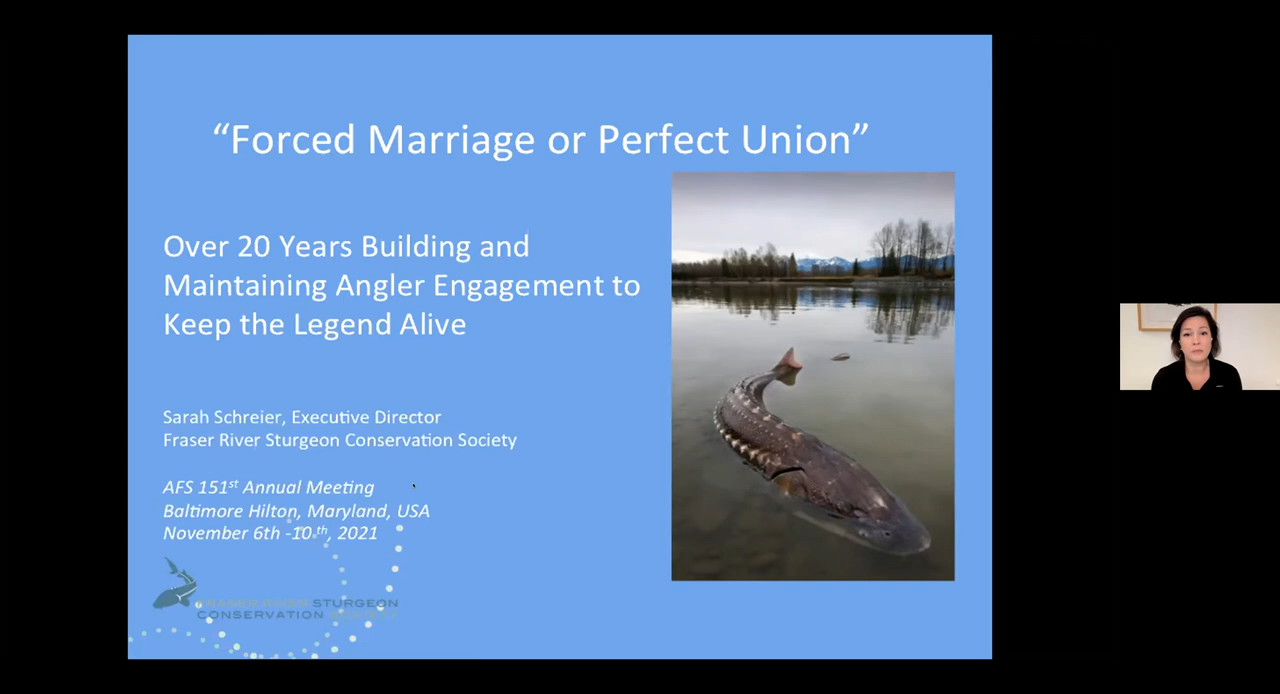 “Forced Marriage or Perfect Union”
Over 20 Years Building and
Maintaining Angler Engagement to
Keep the Legend Alive
Sarah Schreier, Executive Director
Fraser River Sturgeon Conservation Society
AFS 151st Annual Meeting
Baltimore Hilton, Maryland, USA
November 6th -10th, 2021
FRASER RIVER STURGEON
CONSERVATION SOCIETY